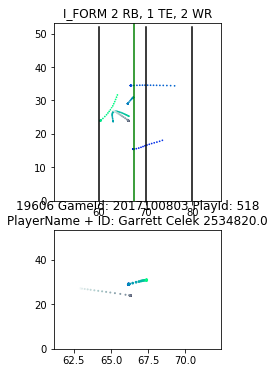 I_FORM 2 RB, 1 TE, 2 WR
50
40
30
20
10
0
60 70 80
19606 GameId: 2017100803 PlayId: 518
PlayerName + ID: Garrett Celek 2534820.0
40
20
0
62.5 65.0 67.5 70.0